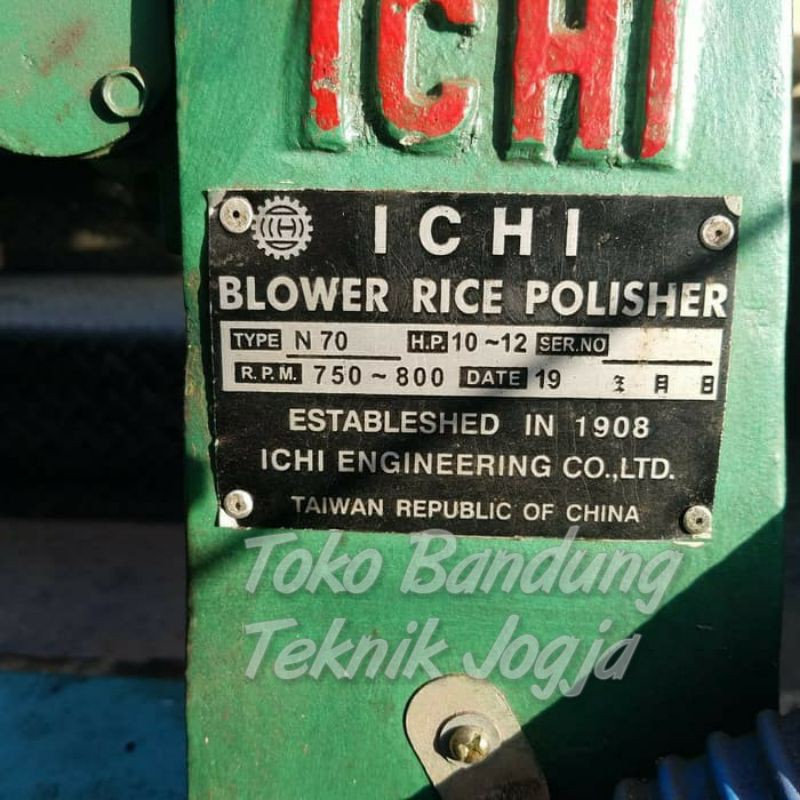 ICHI
ICHI
BLOWER RICE POLISHER
TYPE N 70 H.P. 10~12 SER.NO
R.P.M. 750~800 DATE 19 年 月 日
ESTABLESHED IN 1908
ICHI ENGINEERING CO.,LTD.
TAIWAN REPUBLIC OF CHINA
Toko Bandung
Teknik Jogja